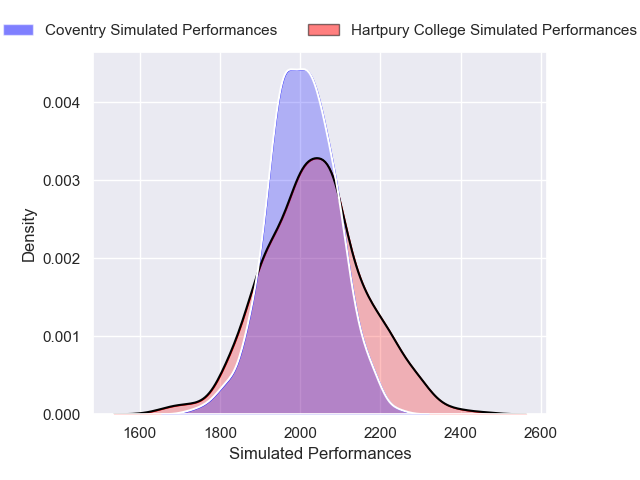 Coventry Simulated Performances
Hartpury College Simulated Performances
0.004
0.003
0.002
0.001
0.000
Density
1600
1800
2000
2200
2400
2600
Simulated Performances